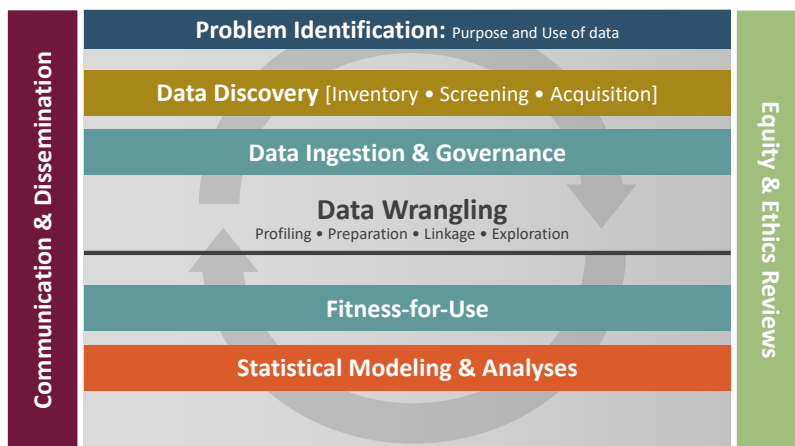 Communication & Dissemination
Problem Identification: Purpose and Use of data
Data Discovery [Inventory • Screening • Acquisition]
Data Ingestion & Governance
Data Wrangling
Profiling • Preparation • Linkage • Exploration
Fitness-for-Use
Statistical Modeling & Analyses
Equity & Ethics Reviews